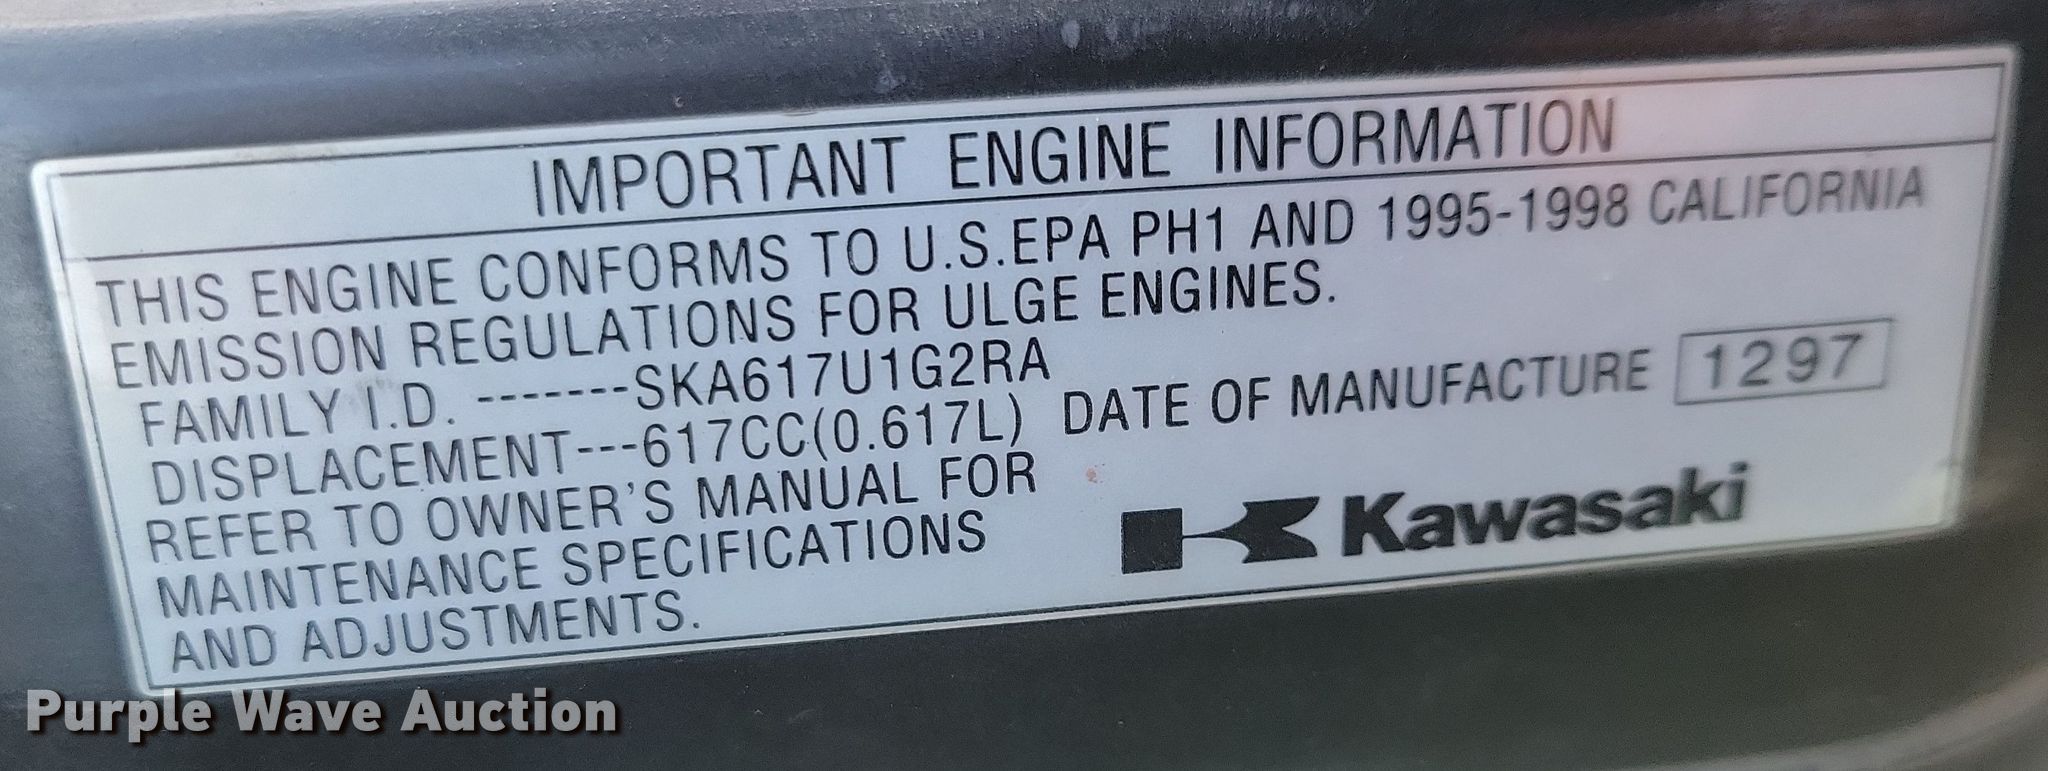 IMPORTANT ENGINE INFORMATION
THIS ENGINE CONFORMS TO U.S.EPA PH1 AND 1995-1998 CALIFORNIA
EMISSION REGULATIONS FOR ULGE ENGINES.
FAMILY I.D. -------SKA617U1G2RA
DISPLACEMENT---617CC(0.617L) DATE OF MANUFACTURE 1297
REFER TO OWNER'S MANUAL FOR
MAINTENANCE SPECIFICATIONS
AND ADJUSTMENTS.
Kawasaki
Purple Wave Auction